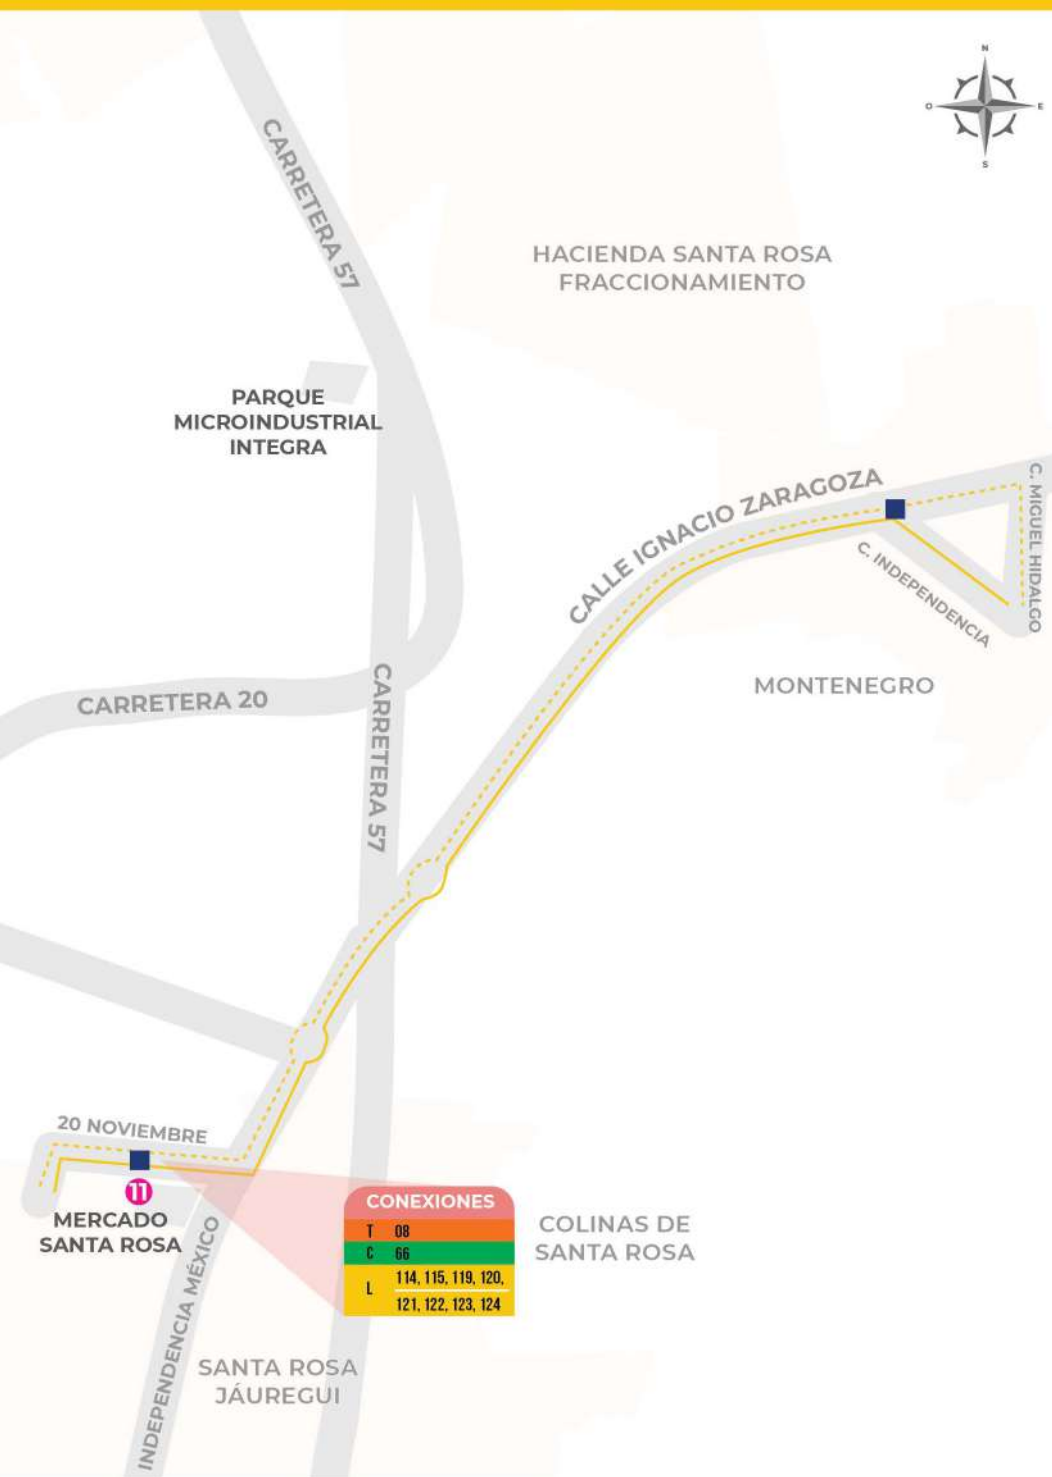 N
O
E
S
CARRETERA 57
HACIENDA SANTA ROSA
FRACCIONAMIENTO
PARQUE
MICROINDUSTRIAL
INTEGRA
CALLE IGNACIO ZARAGOZA
C. MIGUEL HIDALGO
C. INDEPENDENCIA
MONTENEGRO
CARRETERA 20
CARRETERA 57
20 NOVIEMBRE
11
MERCADO
SANTA ROSA
INDEPENDENCIA MÉXICO
CONEXIONES
T 08
C 66
L 114, 115, 119, 120,
121, 122, 123, 124
COLINAS DE
SANTA ROSA
SANTA ROSA
JÁUREGUI